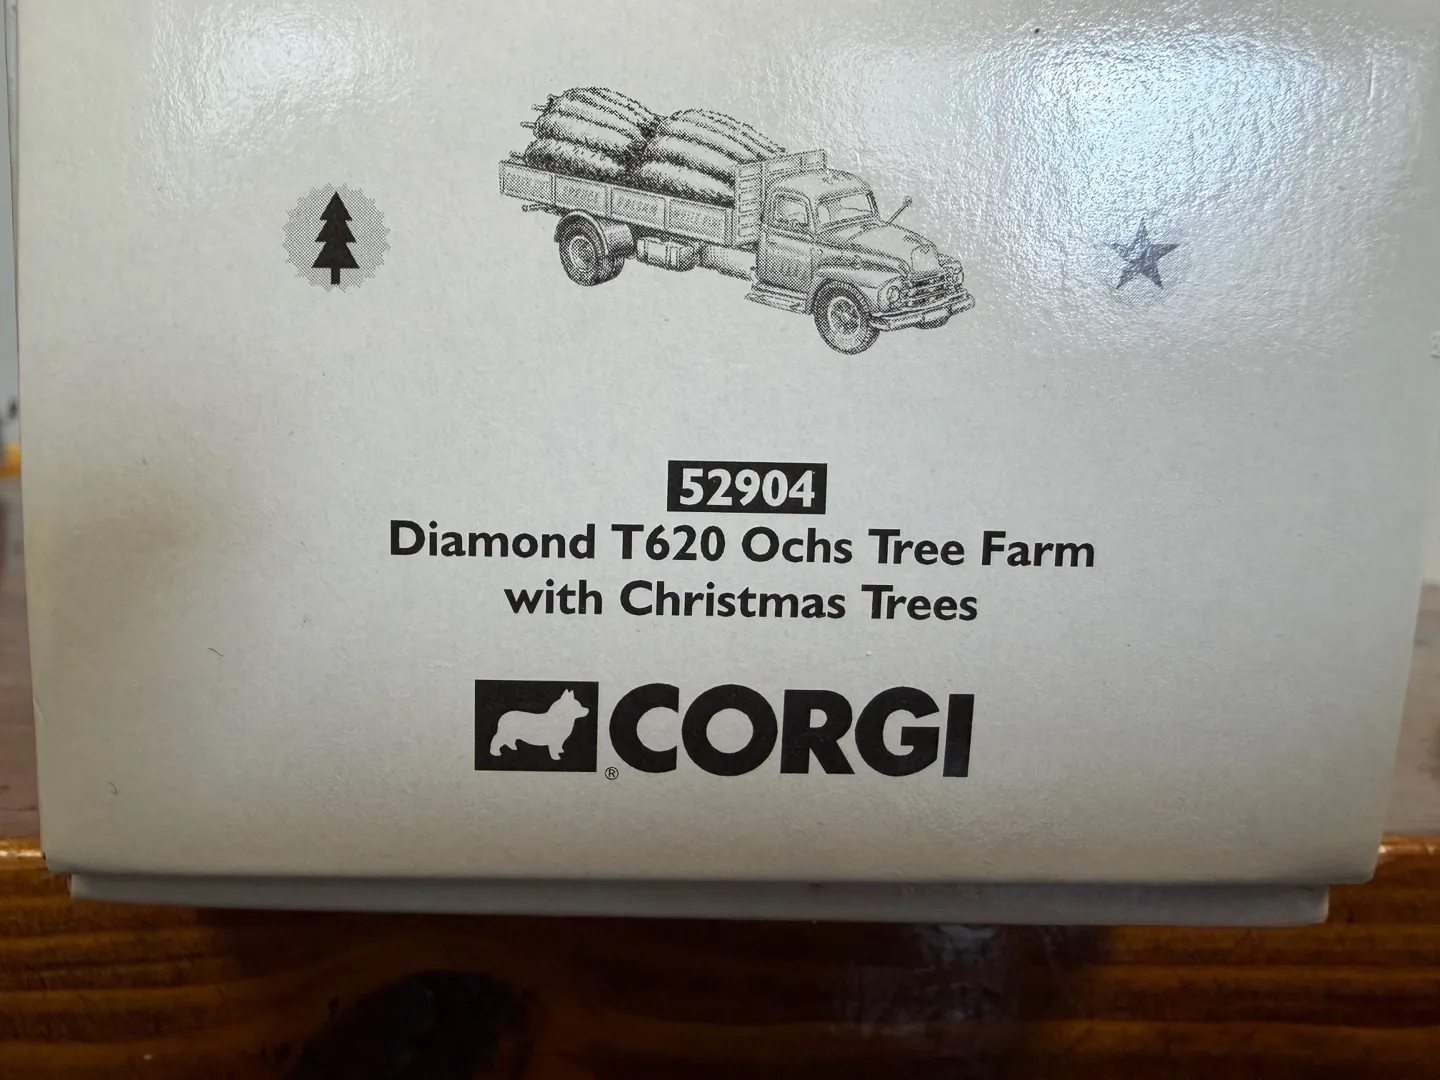 52904
Diamond T620 Ochs Tree Farm
with Christmas Trees
® CORGI